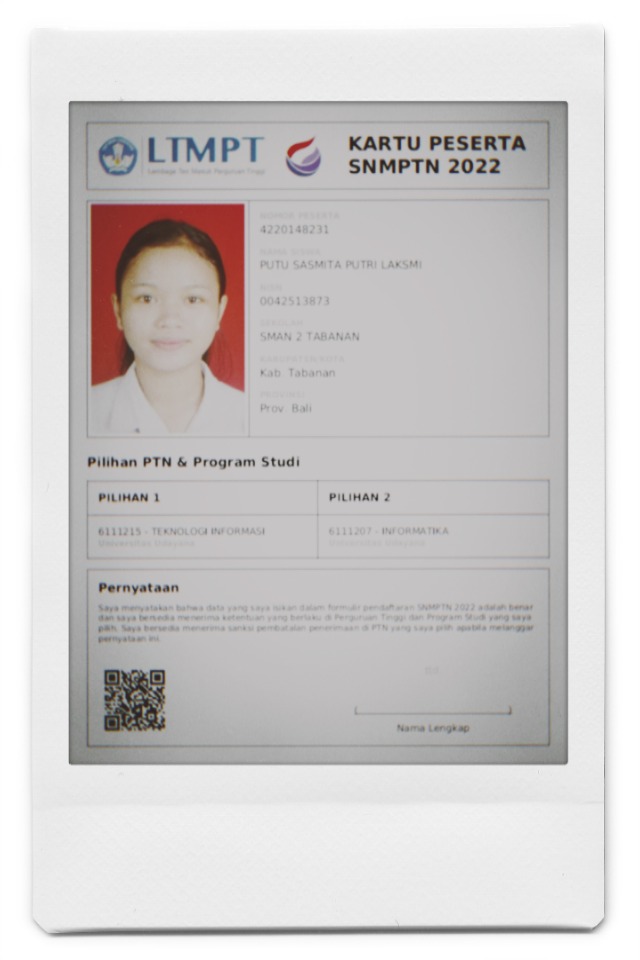 LTMPT
Lembaga Tes Masuk Perguruan Tinggi
KARTU PESERTA
SNMPTN 2022
NOMOR PESERTA
4220148231
NAMA SISWA
PUTU SASMITA PUTRI LAKSMI
NISN
0042513873
SEKOLAH
SMAN 2 TABANAN
KABUPATEN/KOTA
Kab. Tabanan
PROVINSI
Prov. Bali
Pilihan PTN & Program Studi
PILIHAN 1
PILIHAN 2
6111215 - TEKNOLOGI INFORMASI
Universitas Udayana
6111207 - INFORMATIKA
Universitas Udayana
Pernyataan
Saya menyatakan bahwa data yang saya isikan dalam formulir pendaftaran SNMPTN 2022 adalah benar
dan saya bersedia menerima ketentuan yang berlaku di Perguruan Tinggi dan Program Studi yang saya
pilih. Saya bersedia menerima sanksi pembatalan penerimaan di PTN yang saya pilih apabila melanggar
pernyataan ini.
Nama Lengkap